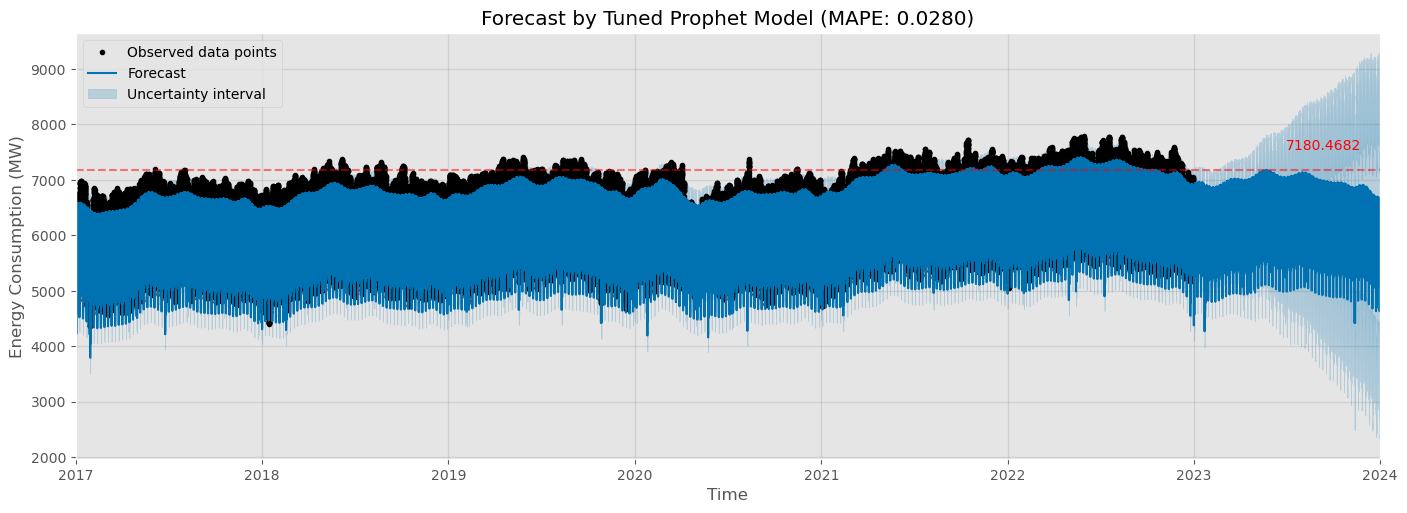 Forecast by Tuned Prophet Model (MAPE: 0.0280)
Observed data points
Forecast
Uncertainty interval
9000
8000
7180.4682
7000
6000
5000
4000
3000
2000
Energy Consumption (MW)
2017 2018 2019 2020 2021 2022 2023 2024
Time